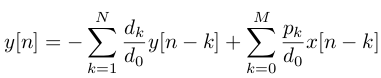 $$y[n] = -\sum_{k=1}^{N} \frac{d_k}{d_0} y[n-k] + \sum_{k=0}^{M} \frac{p_k}{d_0} x[n-k]$$